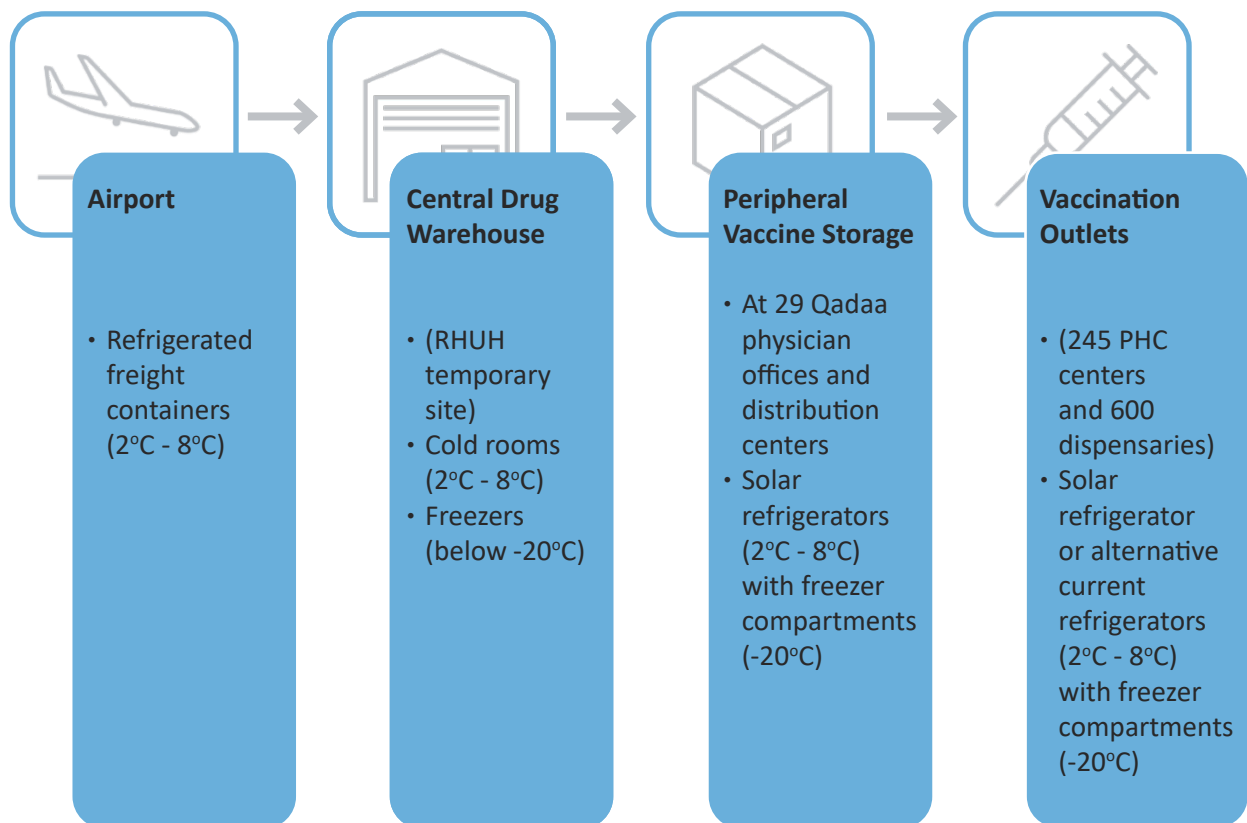 Airport
• Refrigerated
freight
containers
(2°C - 8°C)
Central Drug
Warehouse
• (RHUH
temporary
site)
• Cold rooms
(2°C - 8°C)
• Freezers
(below -20°C)
Peripheral
Vaccine Storage
• At 29 Qadaa
physician
offices and
distribution
centers
• Solar
refrigerators
(2°C - 8°C)
with freezer
compartments
(-20°C)
Vaccination
Outlets
• (245 PHC
centers
and 600
dispensaries)
• Solar
refrigerator
or alternative
current
refrigerators
(2°C - 8°C)
with freezer
compartments
(-20°C)